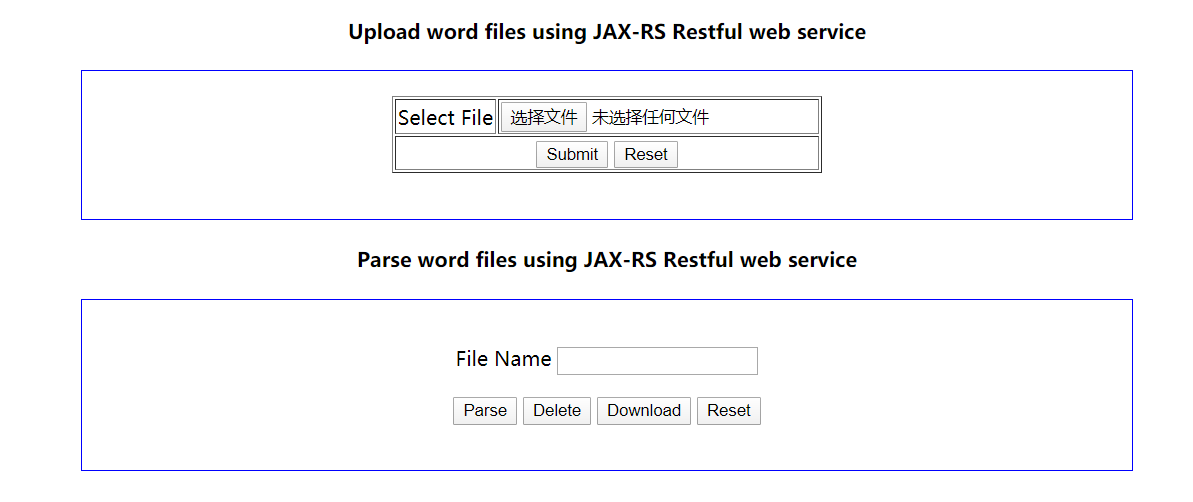 Upload word files using JAX-RS Restful web service
Select File 选择文件 未选择任何文件
Submit Reset
Parse word files using JAX-RS Restful web service
File Name
Parse Delete Download Reset